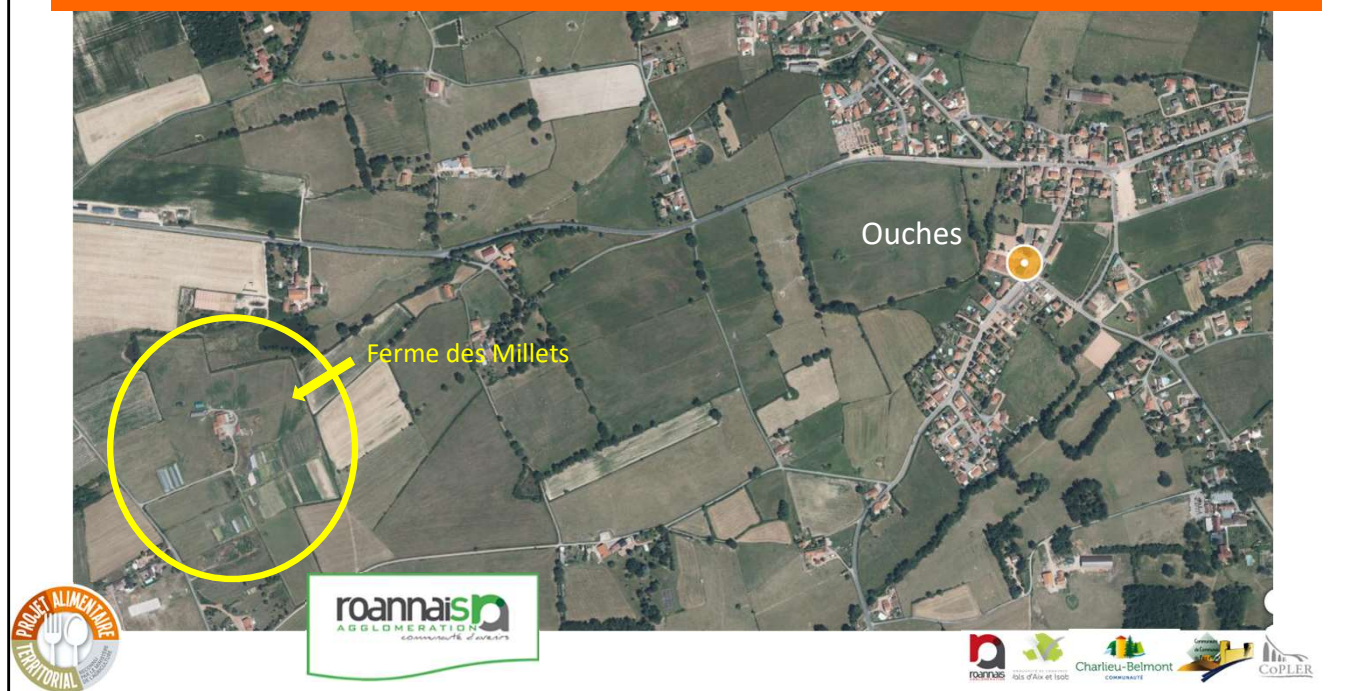 Ouches
Ferme des Millets
PROJET ALIMENTAIRE
TERRITORIAL
roannais
AGGLOMERATION
communauté d'avenirs
roannais
Charlieu-Belmont
COMMUNAUTÉ
CoPLER